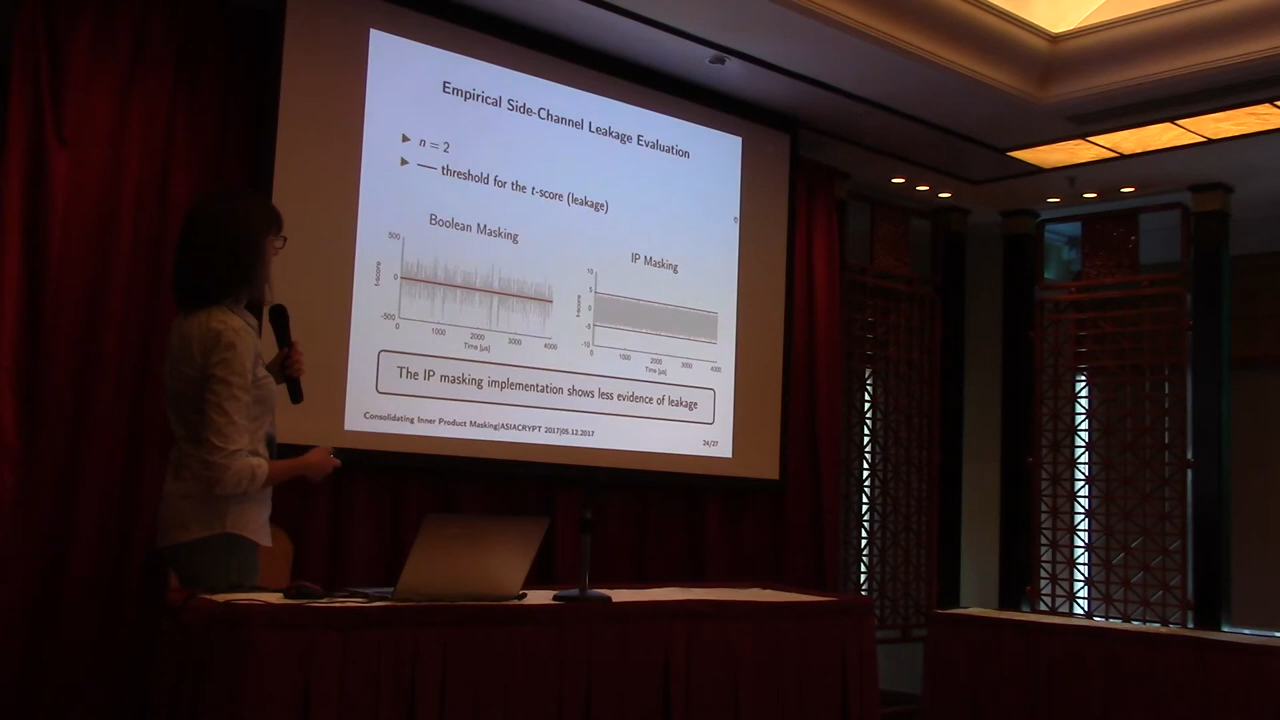 Empirical Side-Channel Leakage Evaluation
n = 2
— threshold for the t-score (leakage)
Boolean Masking
500
0
-500
t-score
0 1000 2000 3000 4000
Time [µs]
IP Masking
10
5
0
-5
-10
t-score
0 1000 2000 3000 4000
Time [µs]
The IP masking implementation shows less evidence of leakage
Consolidating Inner Product Masking|ASIACRYPT 2017|05.12.2017
24/27